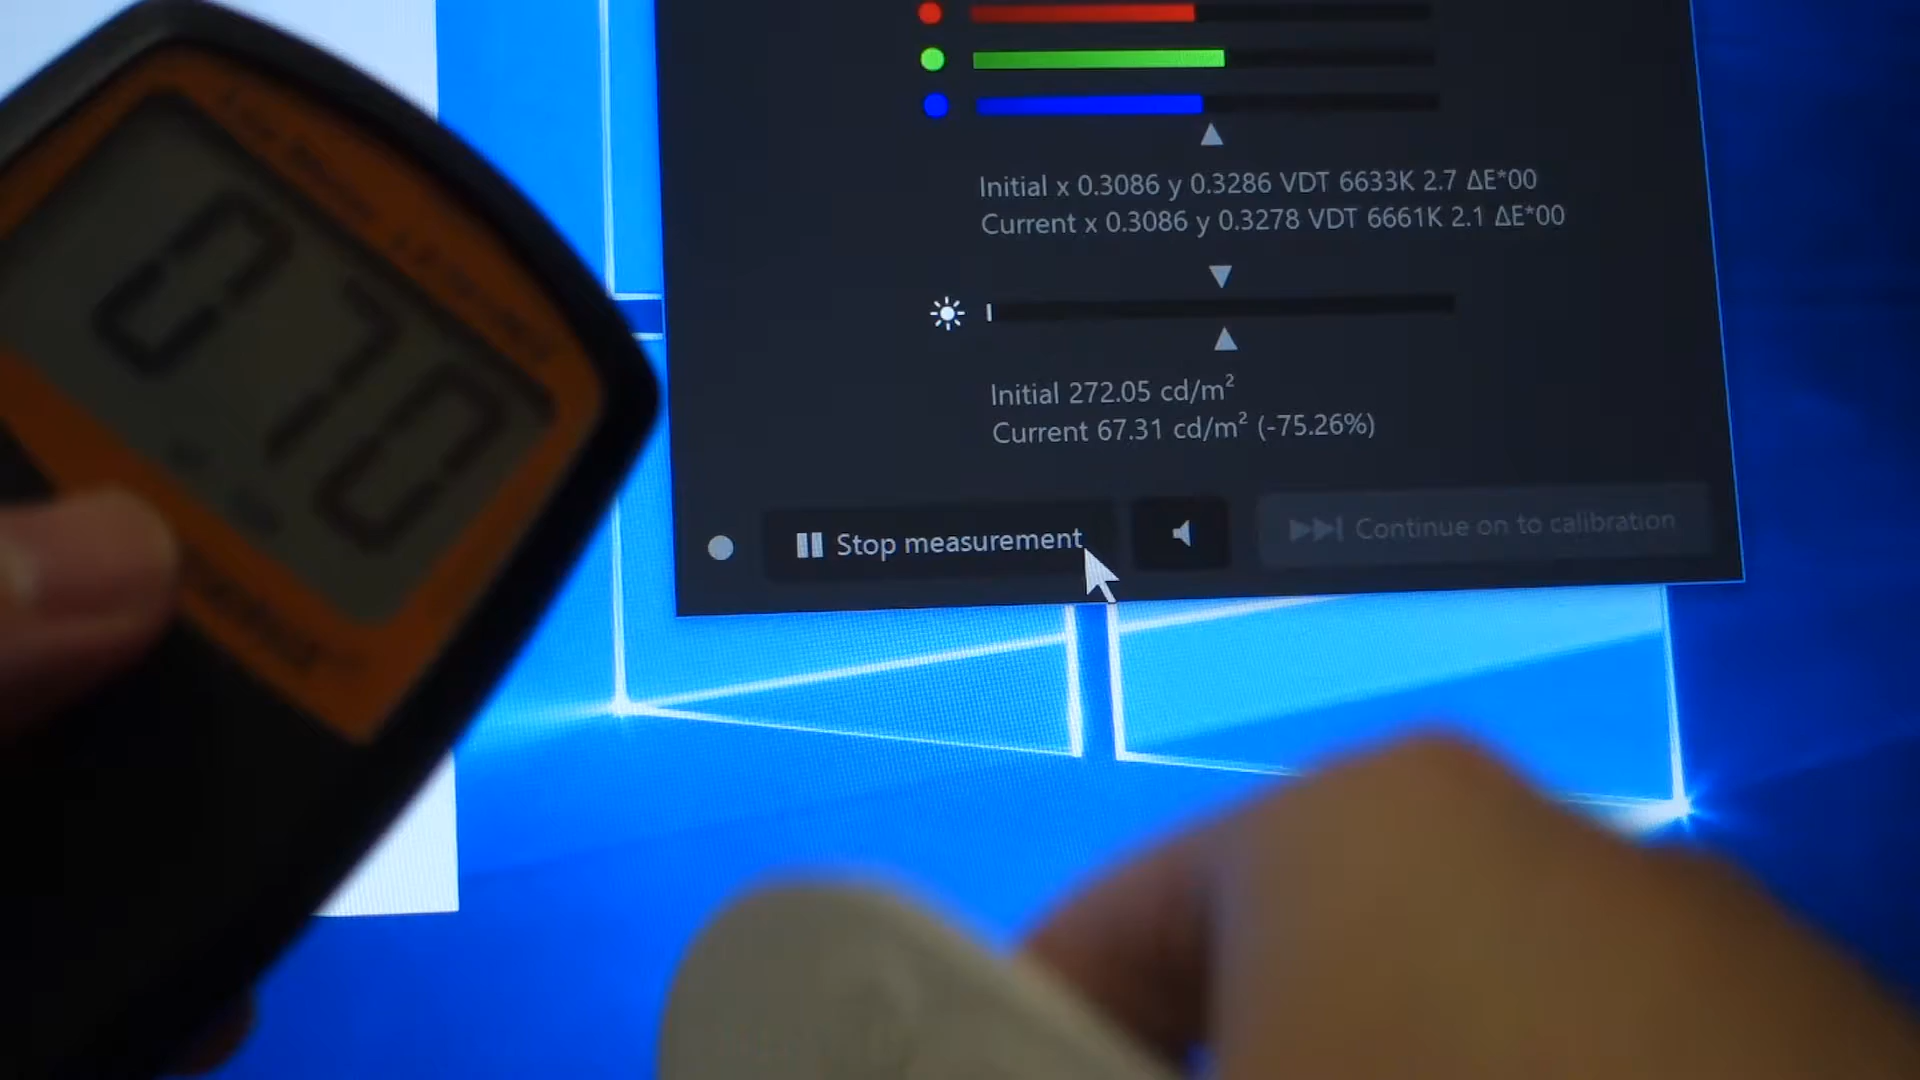 Initial x 0.3086 y 0.3286 VDT 6633K 2.7 ΔE*00
Current x 0.3086 y 0.3278 VDT 6661K 2.1 ΔE*00
Initial 272.05 cd/m²
Current 67.31 cd/m² (-75.26%)
Stop measurement
Continue on to calibration
070